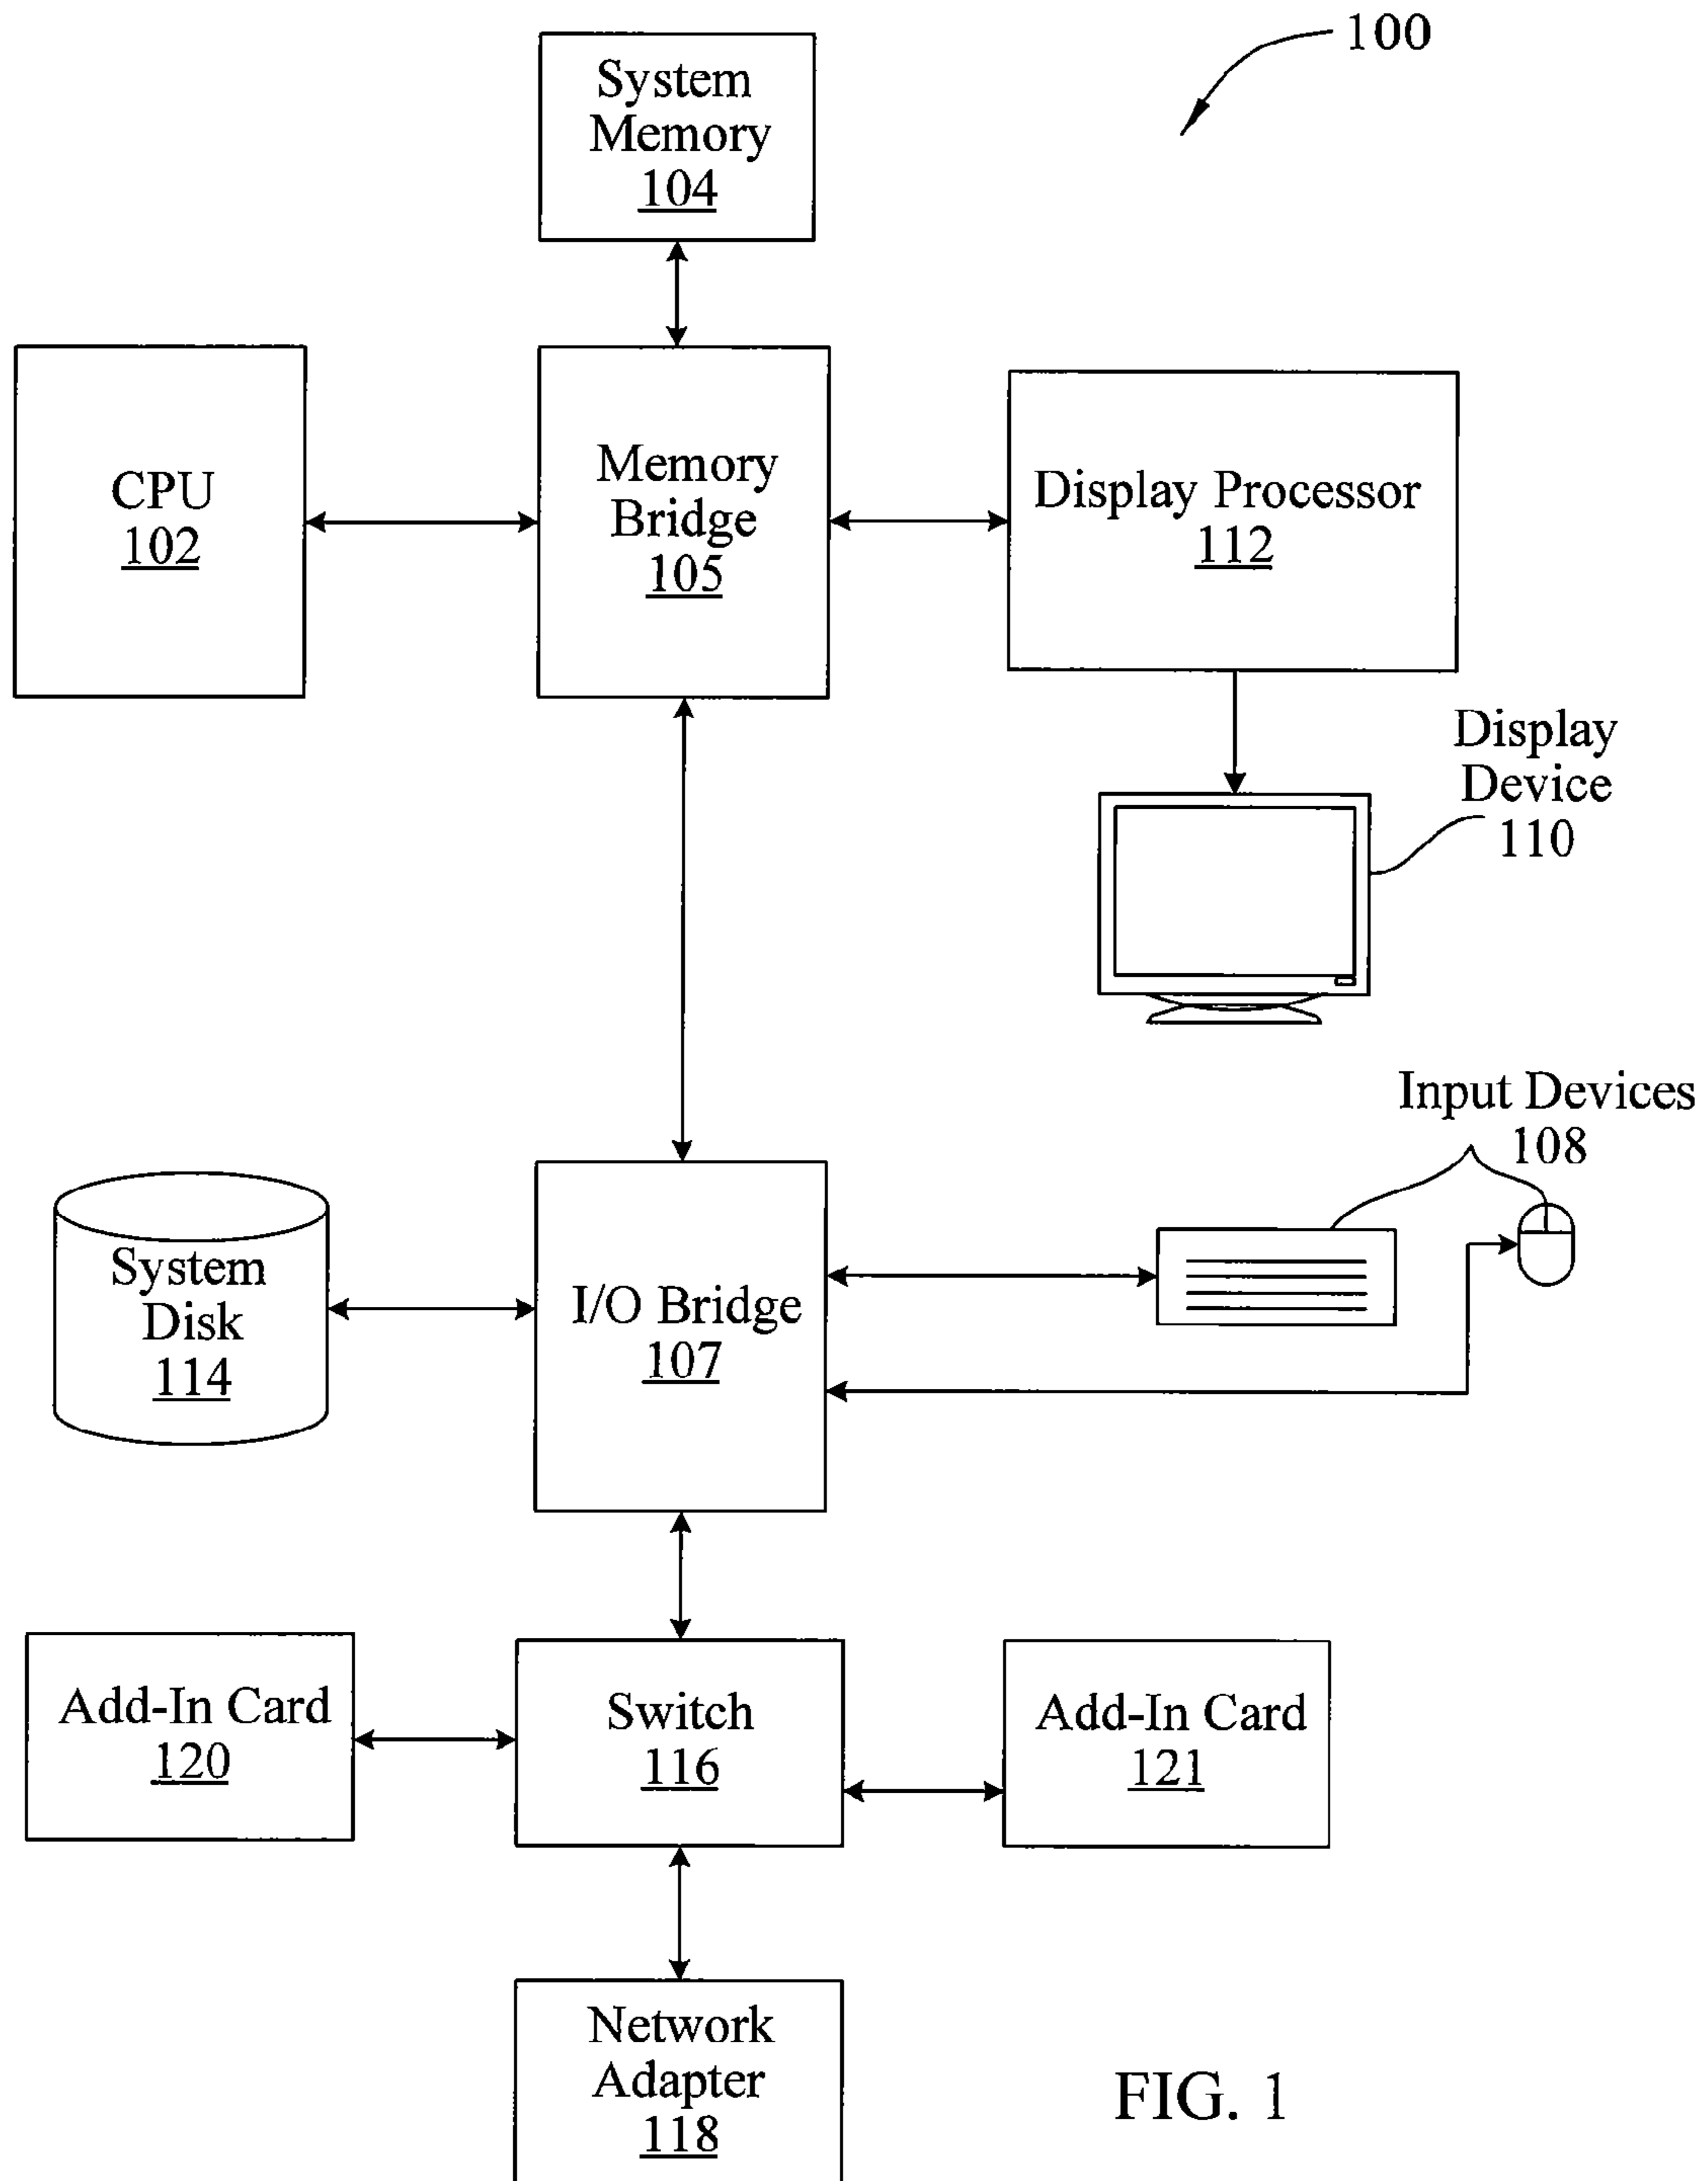 100
System
Memory
104
CPU
102
Memory
Bridge
105
Display Processor
112
Display
Device
110
Input Devices
108
System
Disk
114
I/O Bridge
107
Add-In Card
120
Switch
116
Add-In Card
121
Network
Adapter
118
FIG. 1